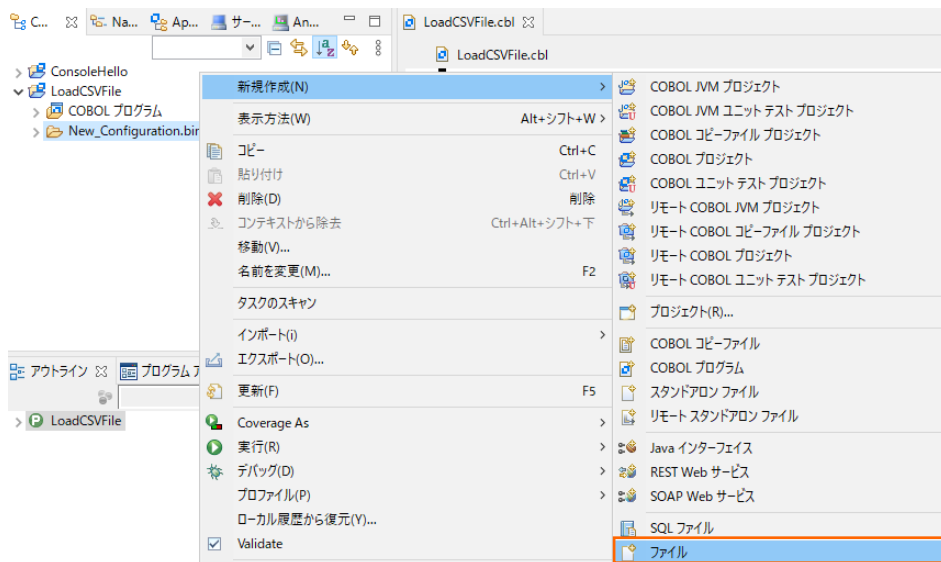 C...
Na...
Ap...
サー...
An...
LoadCSVFile.cbl
LoadCSVFile.cbl
ConsoleHello
LoadCSVFile
COBOL プログラム
New_Configuration.bin
アウトライン
プログラム
LoadCSVFile
新規作成(N)
表示方法(W) Alt+シフト+W
コピー Ctrl+C
貼り付け Ctrl+V
削除(D) 削除
コンテキストから除去 Ctrl+Alt+シフト+下
移動(V)...
名前を変更(M)... F2
タスクのスキャン
インポート(i)
エクスポート(O)...
更新(F) F5
Coverage As
実行(R)
デバッグ(D)
プロファイル(P)
ローカル履歴から復元(Y)...
Validate
COBOL JVM プロジェクト
COBOL JVM ユニット テスト プロジェクト
COBOL コピーファイル プロジェクト
COBOL プロジェクト
COBOL ユニット テスト プロジェクト
リモート COBOL JVM プロジェクト
リモート COBOL コピーファイル プロジェクト
リモート COBOL プロジェクト
リモート COBOL ユニット テスト プロジェクト
プロジェクト(R)...
COBOL コピーファイル
COBOL プログラム
スタンドアロン ファイル
リモート スタンドアロン ファイル
Java インターフェイス
REST Web サービス
SOAP Web サービス
SQL ファイル
ファイル